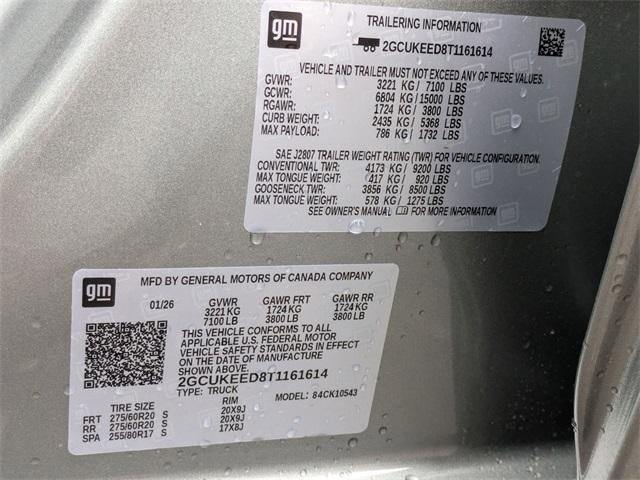 gm
TRAILERING INFORMATION
2GCUKEED8T1161614
VEHICLE AND TRAILER MUST NOT EXCEED ANY OF THESE VALUES.
GVWR: 3221 KG / 7100 LBS
GCWR: 6804 KG / 15000 LBS
RGAWR: 1724 KG / 3800 LBS
CURB WEIGHT: 2435 KG / 5368 LBS
MAX PAYLOAD: 786 KG / 1732 LBS
SAE J2807 TRAILER WEIGHT RATING (TWR) FOR VEHICLE CONFIGURATION.
CONVENTIONAL TWR: 4173 KG / 9200 LBS
MAX TONGUE WEIGHT: 417 KG / 920 LBS
GOOSENECK TWR: 3856 KG / 8500 LBS
MAX TONGUE WEIGHT: 578 KG / 1275 LBS
SEE OWNER'S MANUAL FOR MORE INFORMATION
gm
MFD BY GENERAL MOTORS OF CANADA COMPANY
01/26 GVWR GAWR FRT GAWR RR
3221 KG 1724 KG 1724 KG
7100 LB 3800 LB 3800 LB
THIS VEHICLE CONFORMS TO ALL
APPLICABLE U.S. FEDERAL MOTOR
VEHICLE SAFETY STANDARDS IN EFFECT
ON THE DATE OF MANUFACTURE
SHOWN ABOVE.
2GCUKEED8T1161614
TYPE: TRUCK MODEL: 84CK10543
TIRE SIZE RIM
FRT 275/60R20 S 20X9J
RR 275/60R20 S 20X9J
SPA 255/80R17 S 17X8J